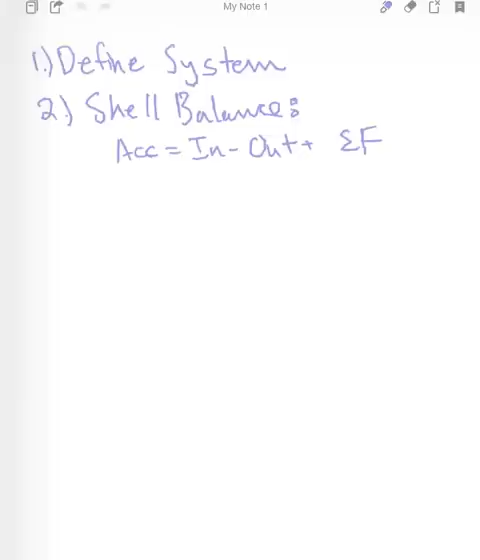 My Note 1
1.) Define System
2.) Shell Balance:
Acc = In - Out + ΣF